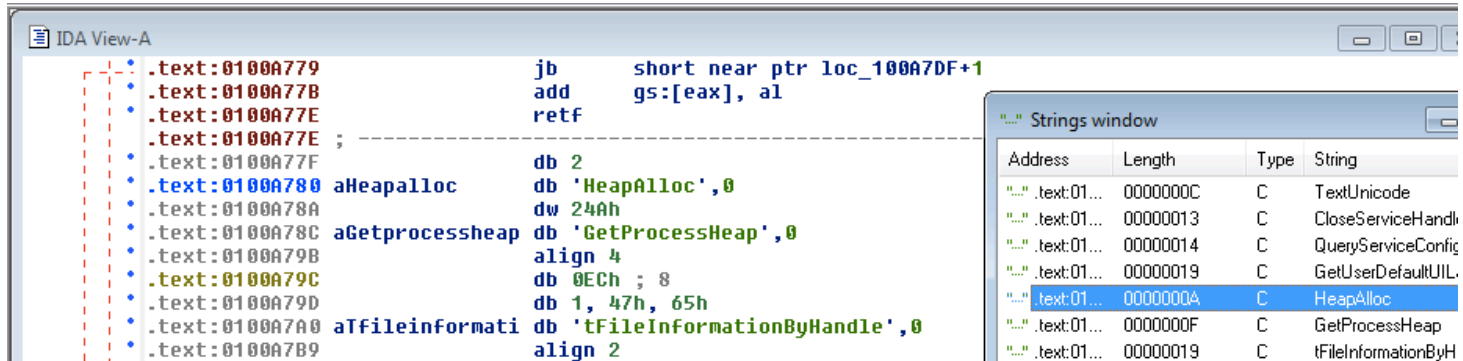 IDA View-A
.text:0100A779 jb short near ptr loc_100A7DF+1
.text:0100A77B add gs:[eax], al
.text:0100A77E retf
.text:0100A77E ; ---------------------------------------------------------------------------
.text:0100A77F db 2
.text:0100A780 aHeapalloc db 'HeapAlloc',0
.text:0100A78A dw 24Ah
.text:0100A78C aGetprocessheap db 'GetProcessHeap',0
.text:0100A79B align 4
.text:0100A79C db 0ECh ; 8
.text:0100A79D db 1, 47h, 65h
.text:0100A7A0 aTfileinformati db 'tFileInformationByHandle',0
.text:0100A7B9 align 2
"..." Strings window
Address Length Type String
"..." .text:01... 0000000C C TextUnicode
"..." .text:01... 00000013 C CloseServiceHandl
"..." .text:01... 00000014 C QueryServiceConfig
"..." .text:01... 00000019 C GetUserDefaultUIL
"..." .text:01... 0000000A C HeapAlloc
"..." .text:01... 0000000F C GetProcessHeap
"..." .text:01... 00000019 C tFileInformationByH